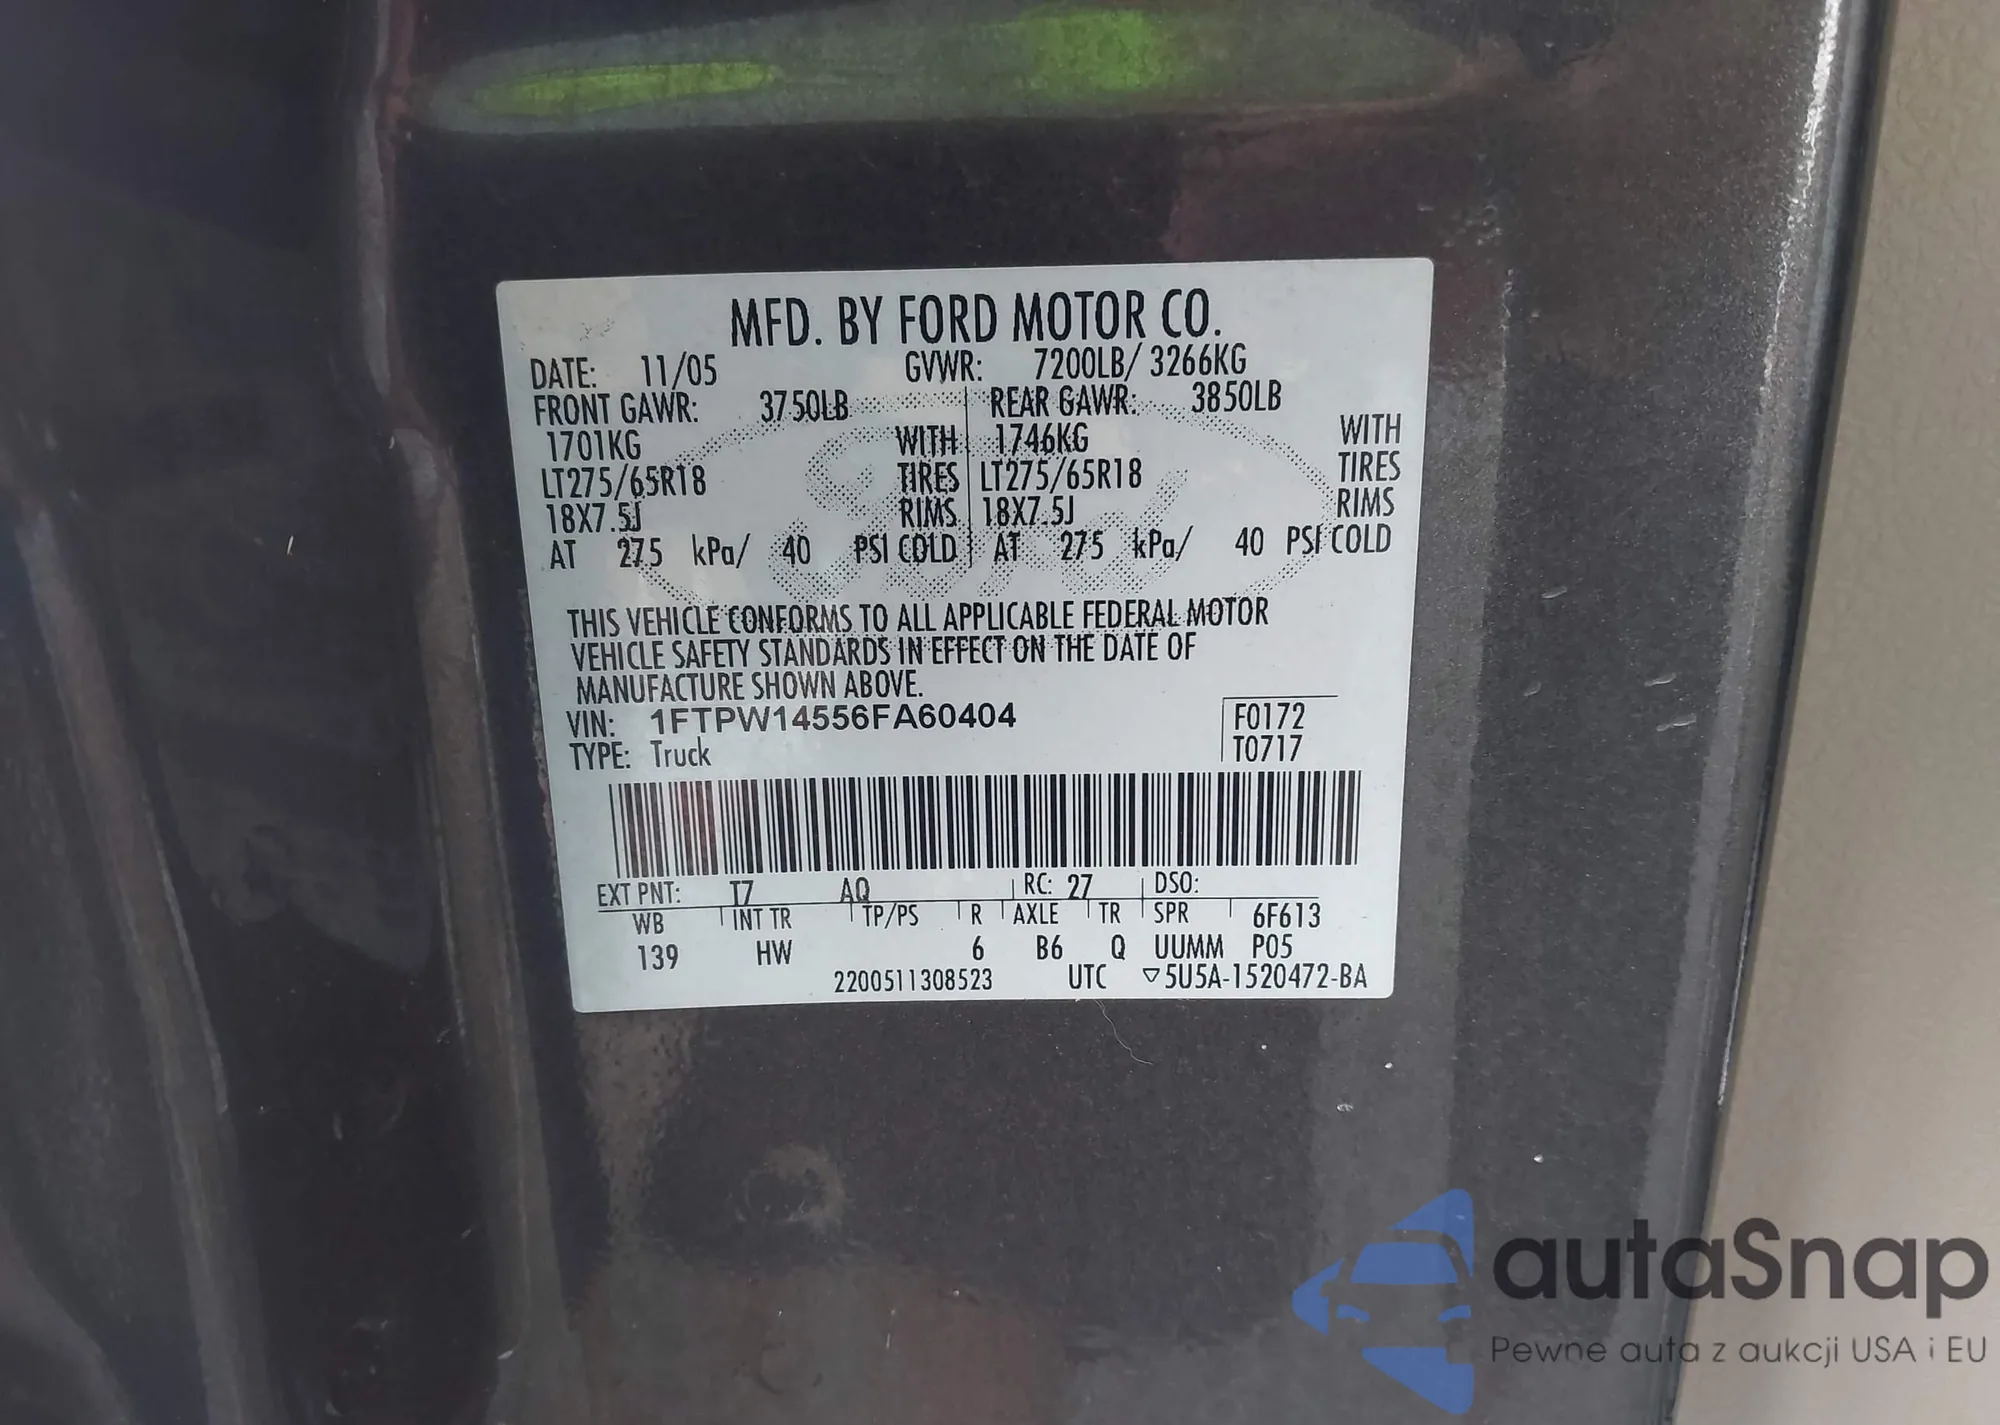 MFD. BY FORD MOTOR CO.
DATE: 11/05 GVWR: 7200LB/ 3266KG
FRONT GAWR: 3750LB REAR GAWR: 3850LB
1701KG WITH 1746KG WITH
LT275/65R18 TIRES LT275/65R18 TIRES
18X7.5J RIMS 18X7.5J RIMS
AT 275 kPa/ 40 PSI COLD AT 275 kPa/ 40 PSI COLD
Ford
THIS VEHICLE CONFORMS TO ALL APPLICABLE FEDERAL MOTOR
VEHICLE SAFETY STANDARDS IN EFFECT ON THE DATE OF
MANUFACTURE SHOWN ABOVE.
VIN: 1FTPW14556FA60404 F0172
TYPE: Truck T0717
EXT PNT: T7 AQ RC: 27 DSO:
WB INT TR TP/PS R AXLE TR SPR 6F613
139 HW 6 B6 Q UUMM P05
2200511308523 UTC ▽5U5A-1520472-BA
autaSnap
Pewne auta z aukcji USA i EU